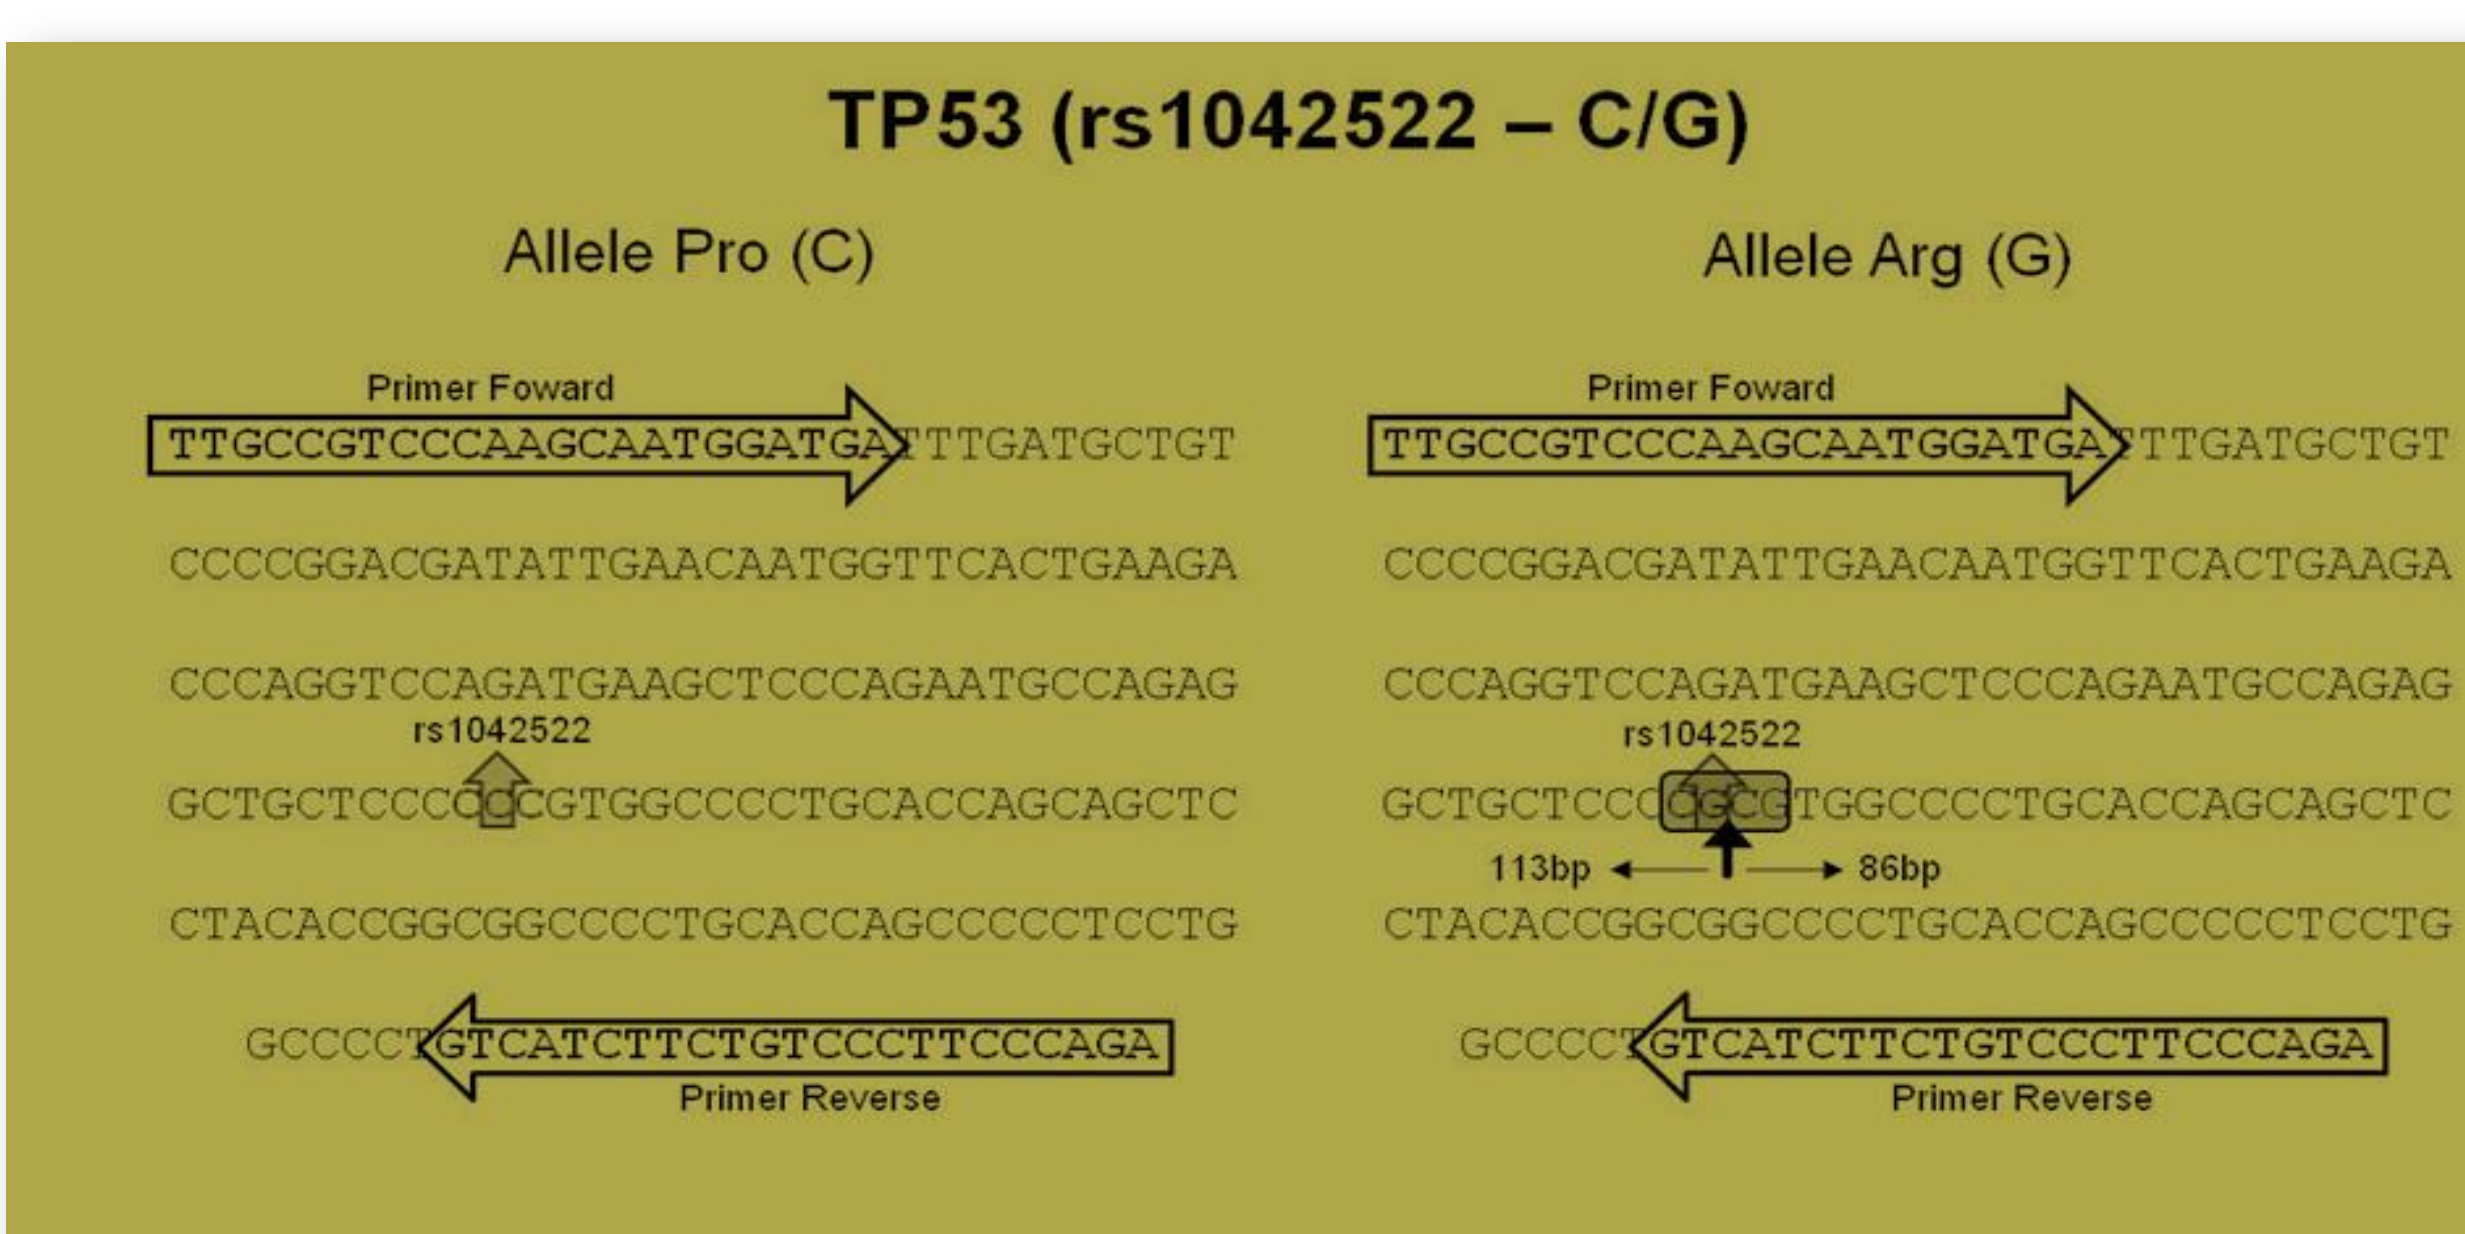 TP53 (rs1042522 – C/G)
Allele Pro (C)
Primer Foward
TTGCCGTCCCAAGCAATGGATGATTTGATGCTGT
CCCCGGACGATATTGAACAATGGTTCACTGAAGA
CCCAGGTCCAGATGAAGCTCCCAGAATGCCAGAG
rs1042522
GCTGCTCCCCCCGTGGCCCCTGCACCAGCAGCTC
CTACACCGGCGGCCCCTGCACCAGCCCCCTCCTG
GCCCCTGTCATCTTCTGTCCCTTCCCAGA
Primer Reverse
Allele Arg (G)
Primer Foward
TTGCCGTCCCAAGCAATGGATGATTTGATGCTGT
CCCCGGACGATATTGAACAATGGTTCACTGAAGA
CCCAGGTCCAGATGAAGCTCCCAGAATGCCAGAG
rs1042522
GCTGCTCCCCGCGTGGCCCCTGCACCAGCAGCTC
113bp 86bp
CTACACCGGCGGCCCCTGCACCAGCCCCCTCCTG
GCCCCTGTCATCTTCTGTCCCTTCCCAGA
Primer Reverse